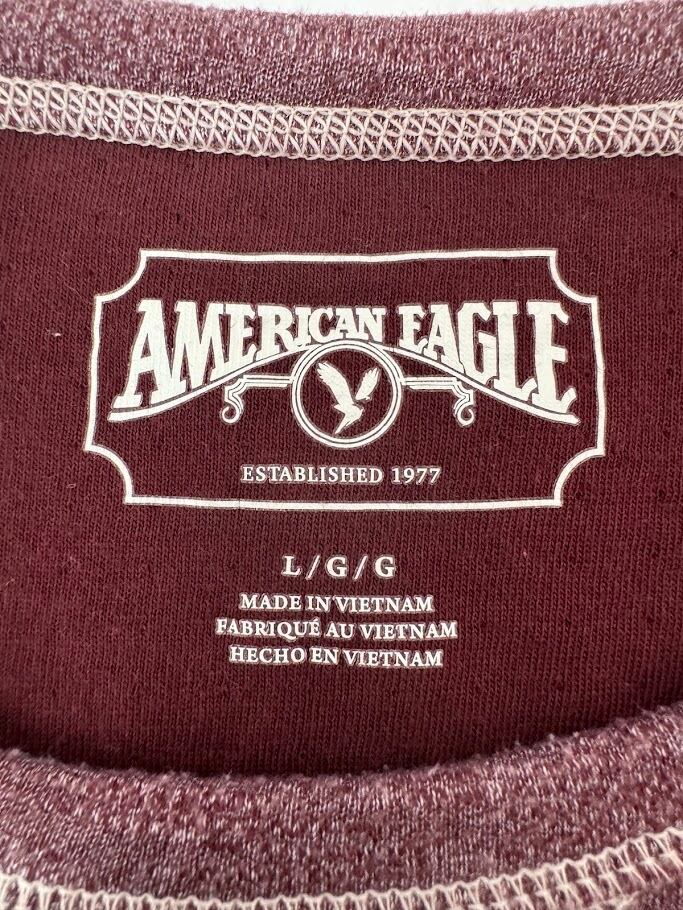 AMERICAN EAGLE
ESTABLISHED 1977
L/G/G
MADE IN VIETNAM
FABRIQUÉ AU VIETNAM
HECHO EN VIETNAM